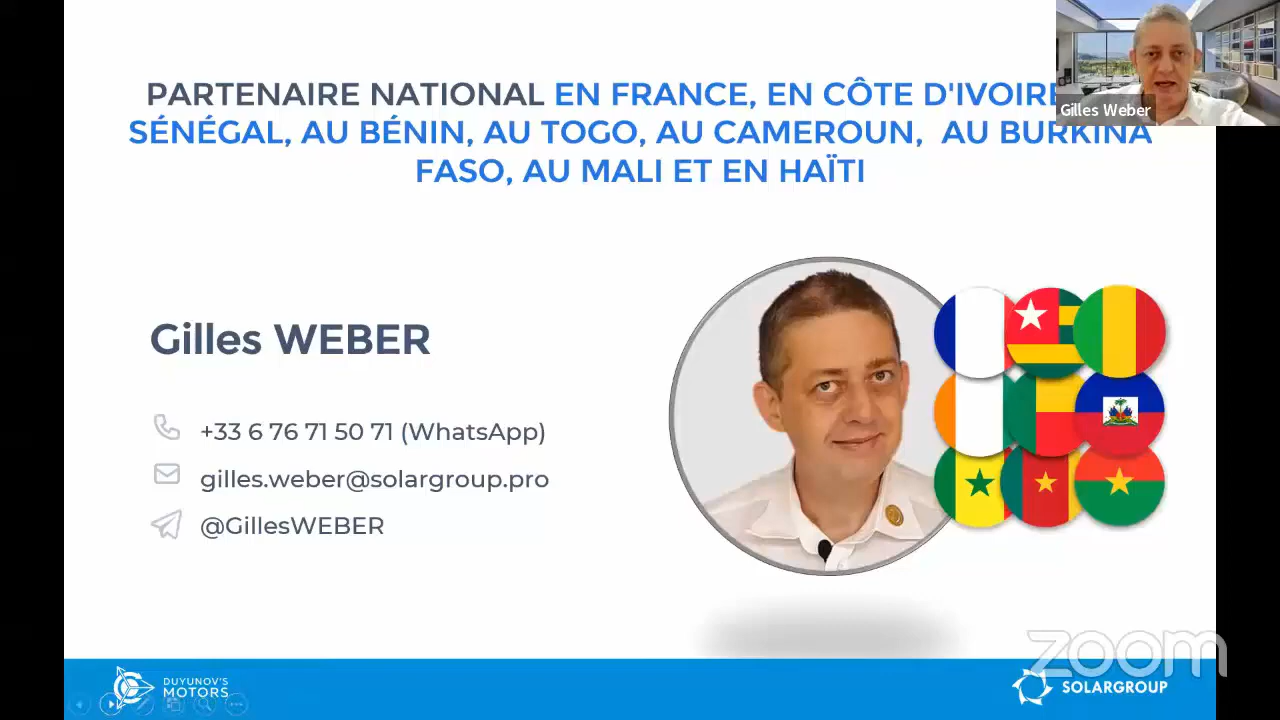 PARTENAIRE NATIONAL EN FRANCE, EN CÔTE D'IVOIRE
Gilles Weber
SÉNÉGAL, AU BÉNIN, AU TOGO, AU CAMEROUN, AU BURKINA
FASO, AU MALI ET EN HAÏTI
Gilles WEBER
+33 6 76 71 50 71 (WhatsApp)
gilles.weber@solargroup.pro
@GillesWEBER
zoom
DUYUNOV'S
MOTORS
SOLARGROUP